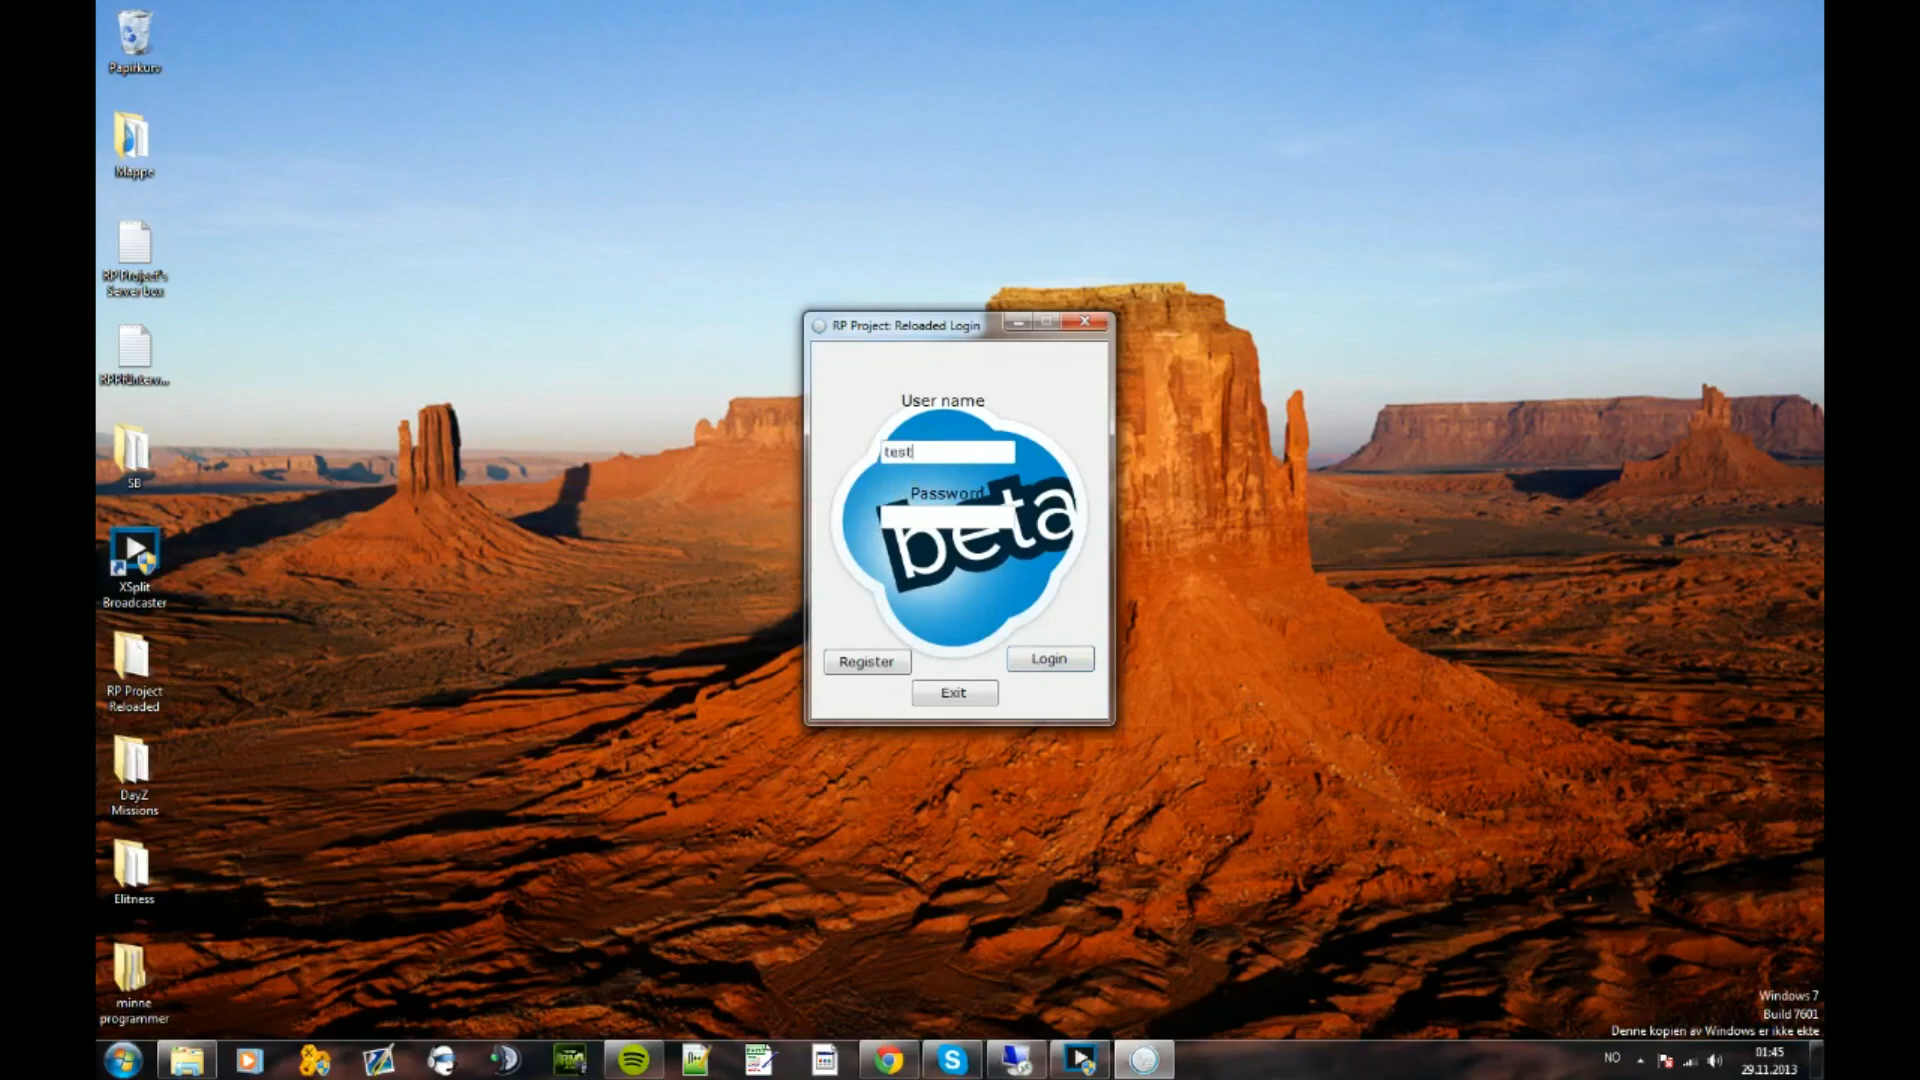 Papirkurv
Mappe
RP Project's
Server box
SB
XSplit
Broadcaster
RP Project
Reloaded
DayZ
Missions
Elitness
minne
programmer
RP Project: Reloaded Login
User name
test
Password
beta
Register
Login
Exit
Windows 7
Build 7601
Denne kopien av Windows er ikke ekte
NO
01:45
29.11.2013